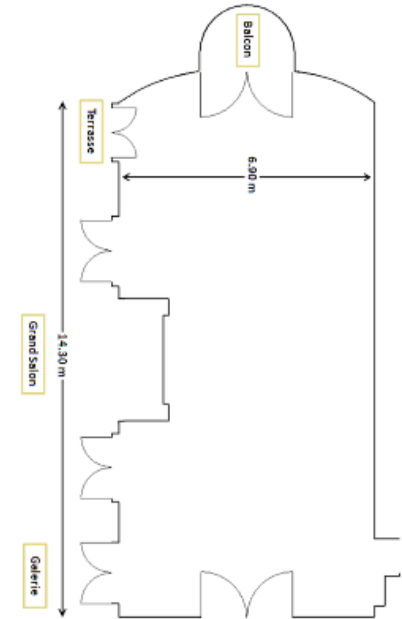 Balcon
Terrasse
6.90 m
Grand Salon
14.30 m
Galerie